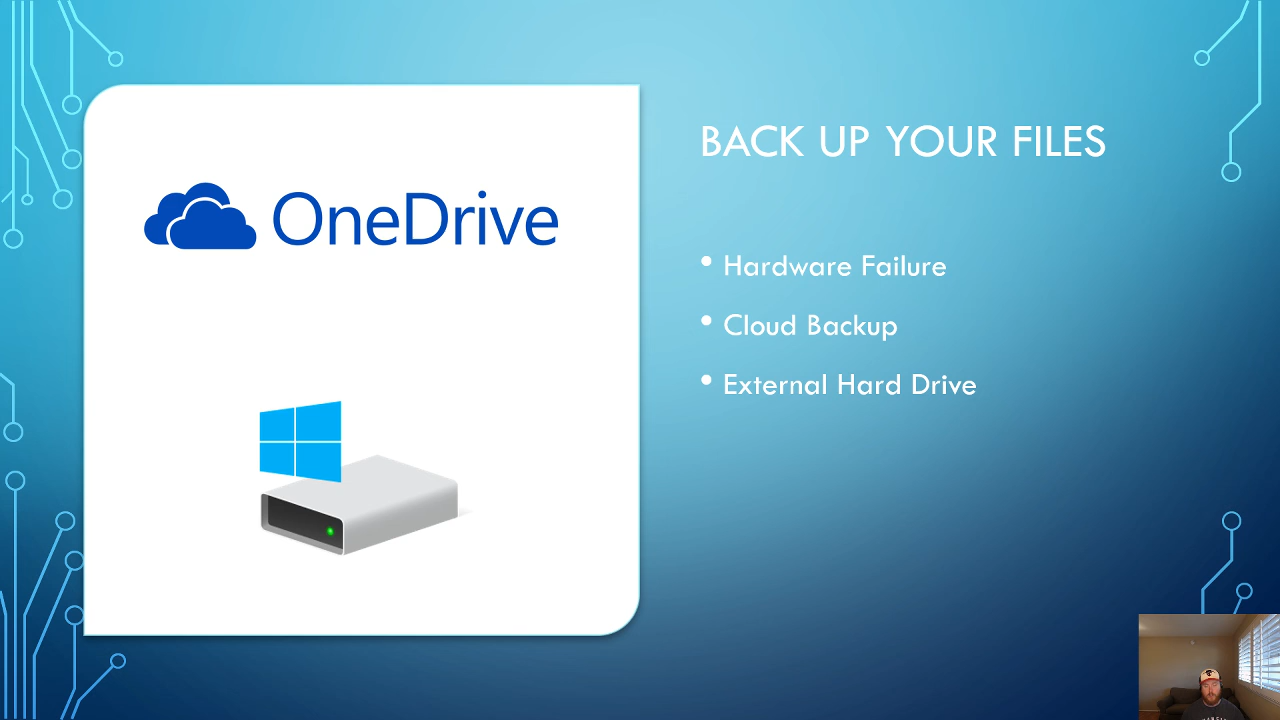 OneDrive
BACK UP YOUR FILES
• Hardware Failure
• Cloud Backup
• External Hard Drive